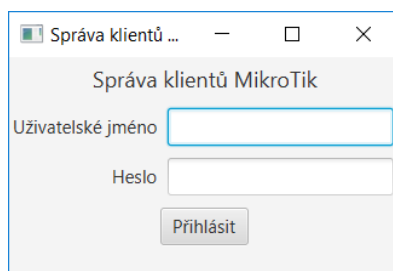 Správa klientů ...
Správa klientů MikroTik
Uživatelské jméno
Heslo
Přihlásit